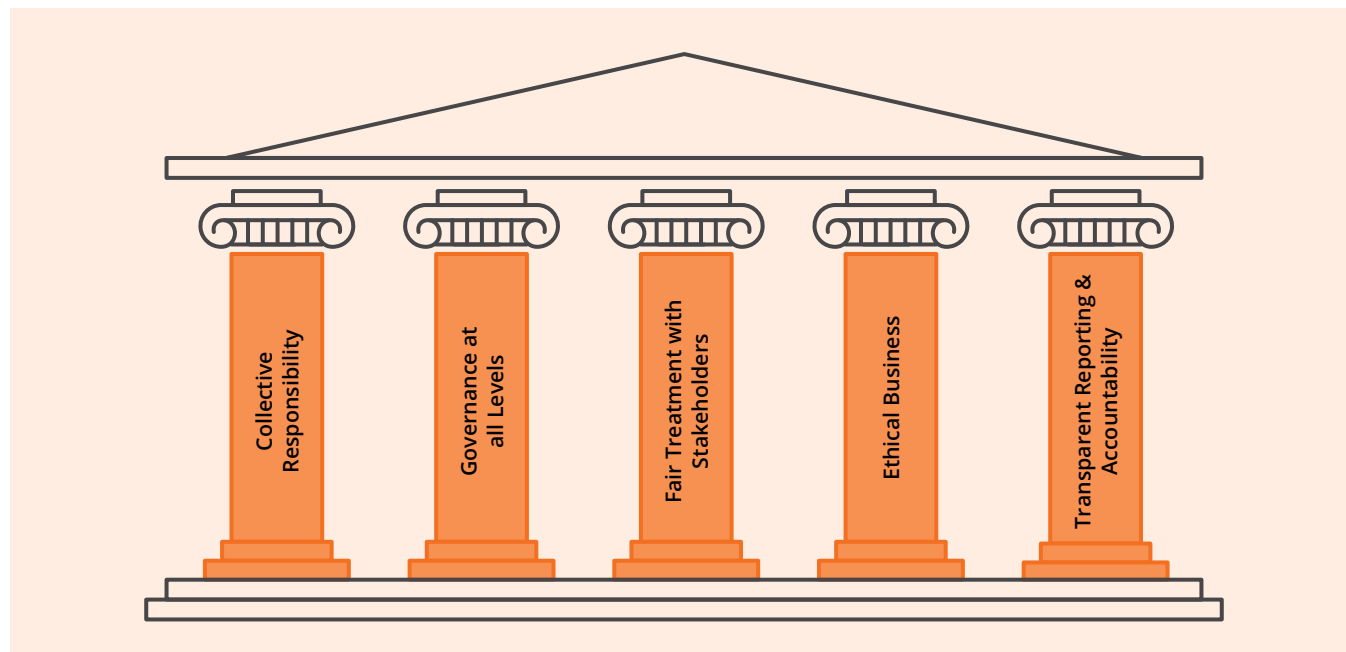 Collective
Responsibility
Governance at
all Levels
Fair Treatment with
Stakeholders
Ethical Business
Transparent Reporting &
Accountability